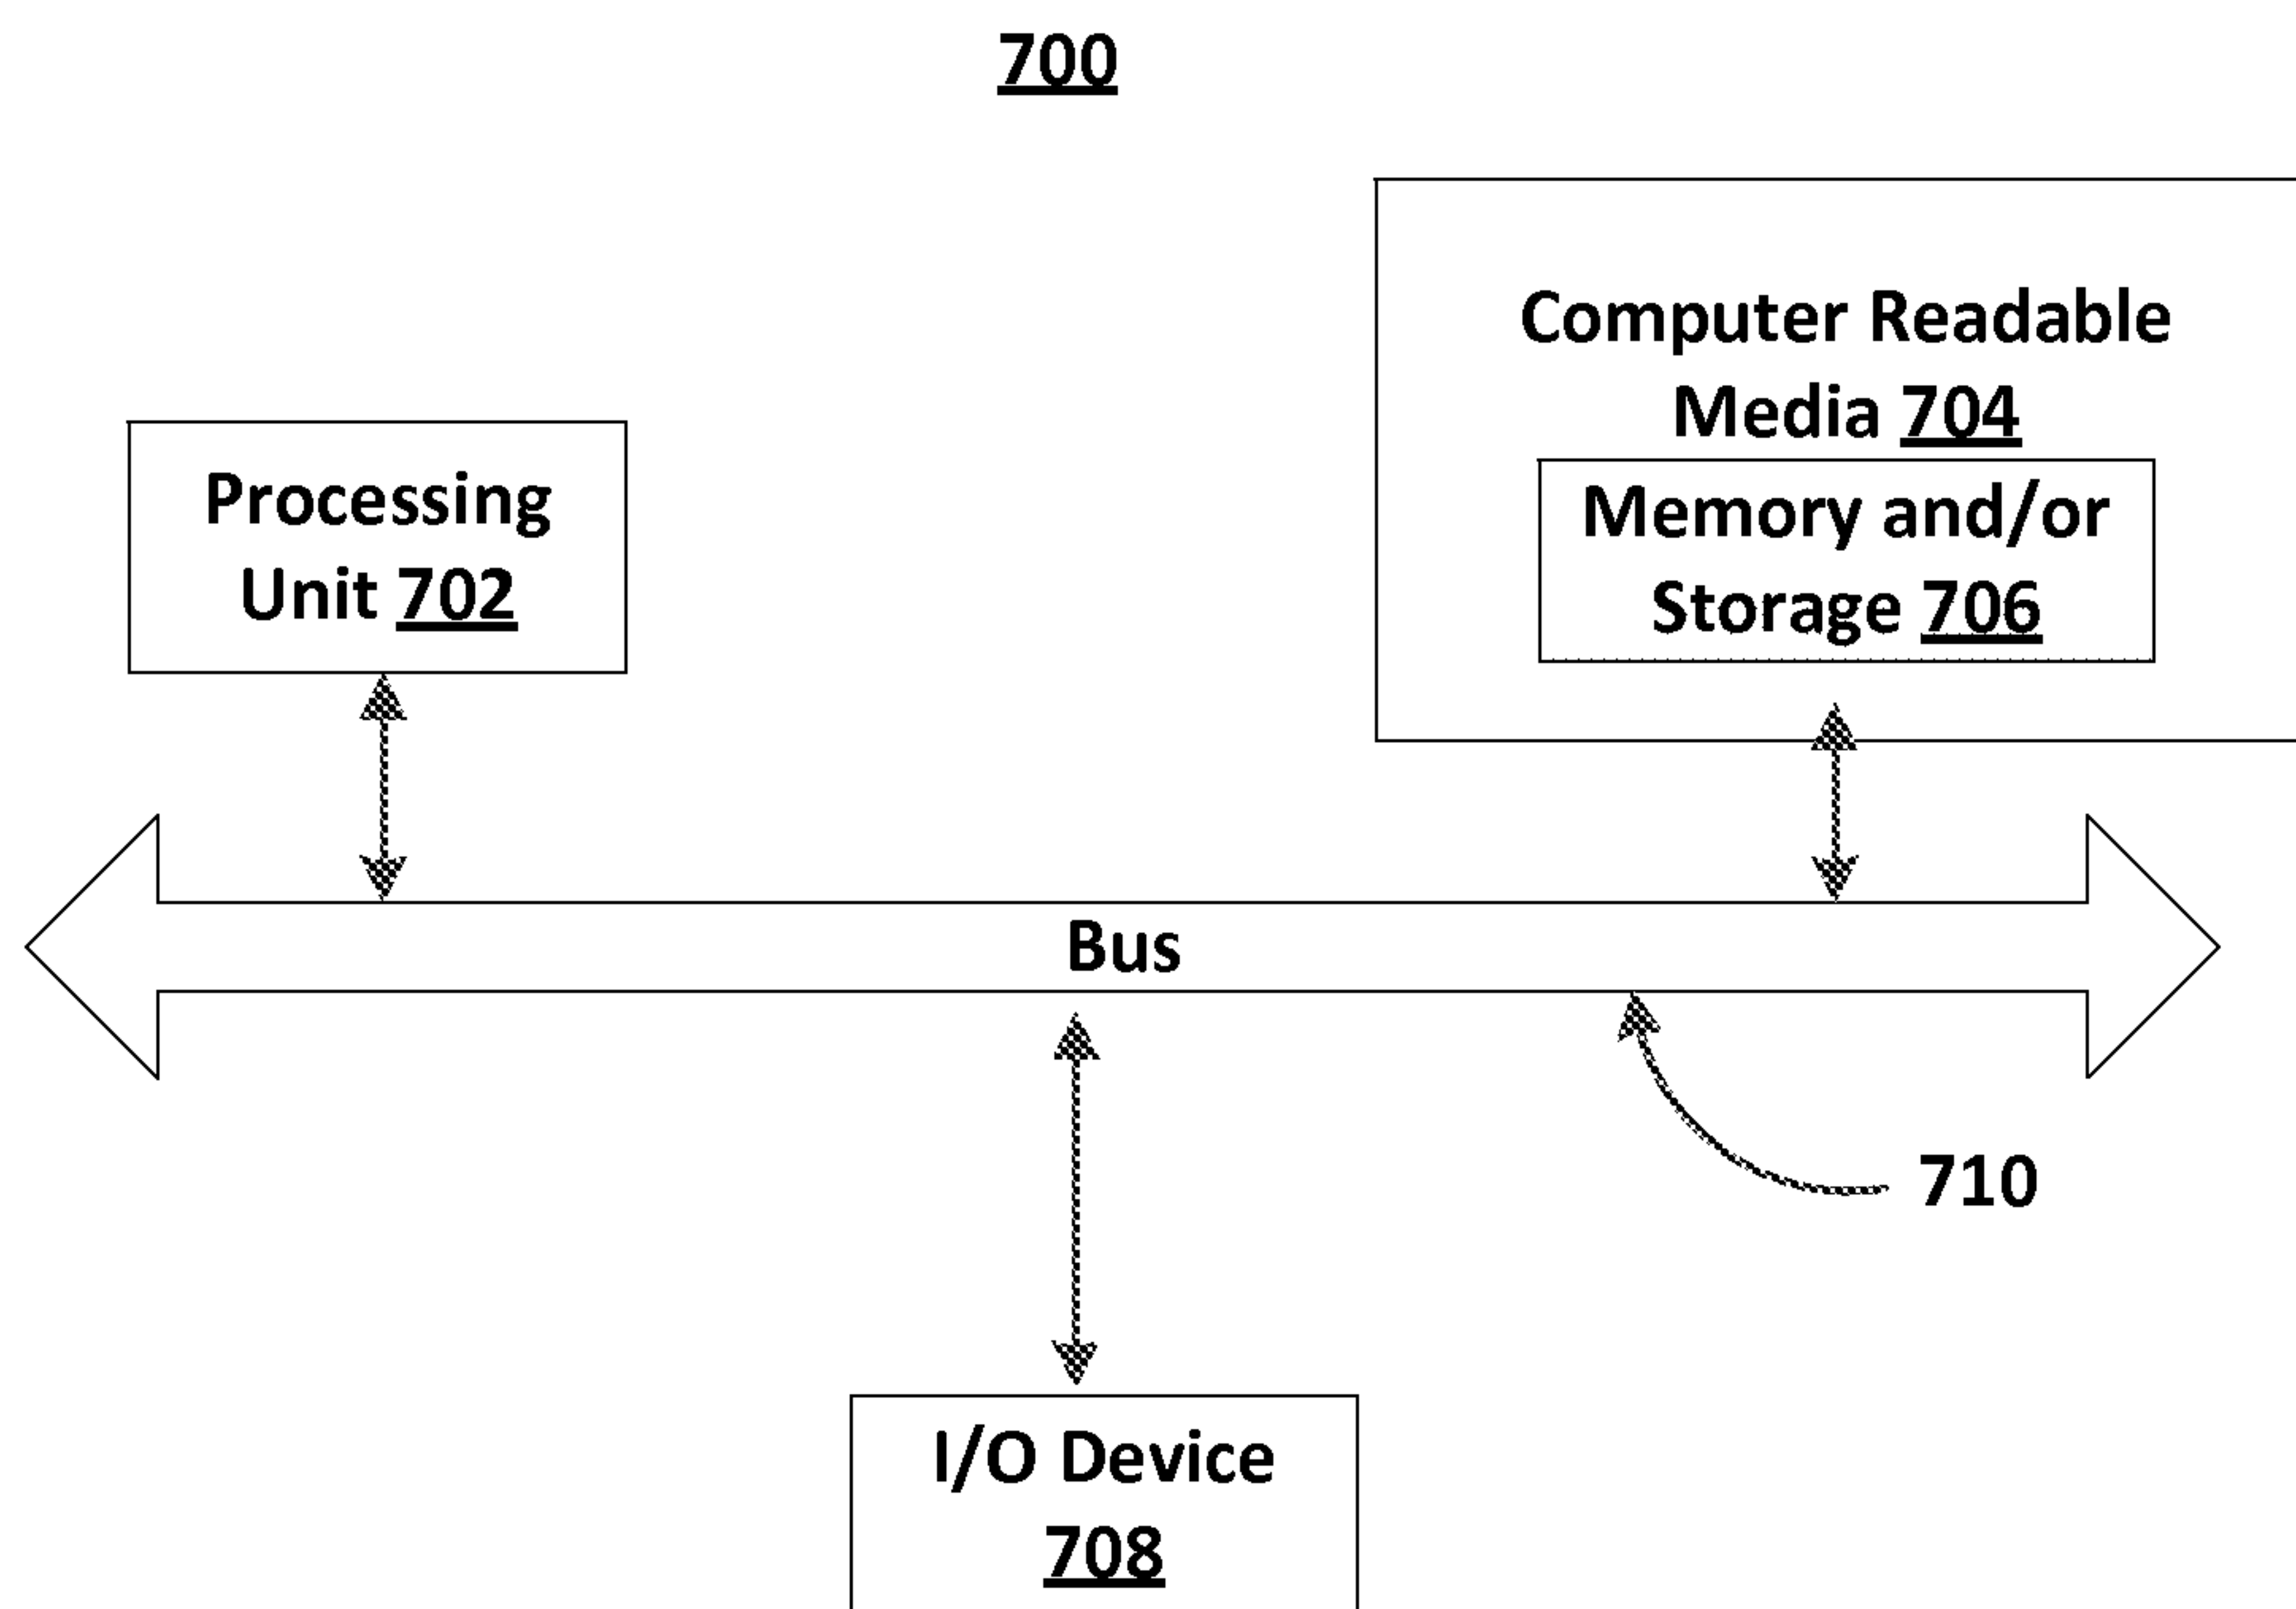 700
Computer Readable
Media 704
Memory and/or
Storage 706
Processing
Unit 702
Bus
710
I/O Device
708